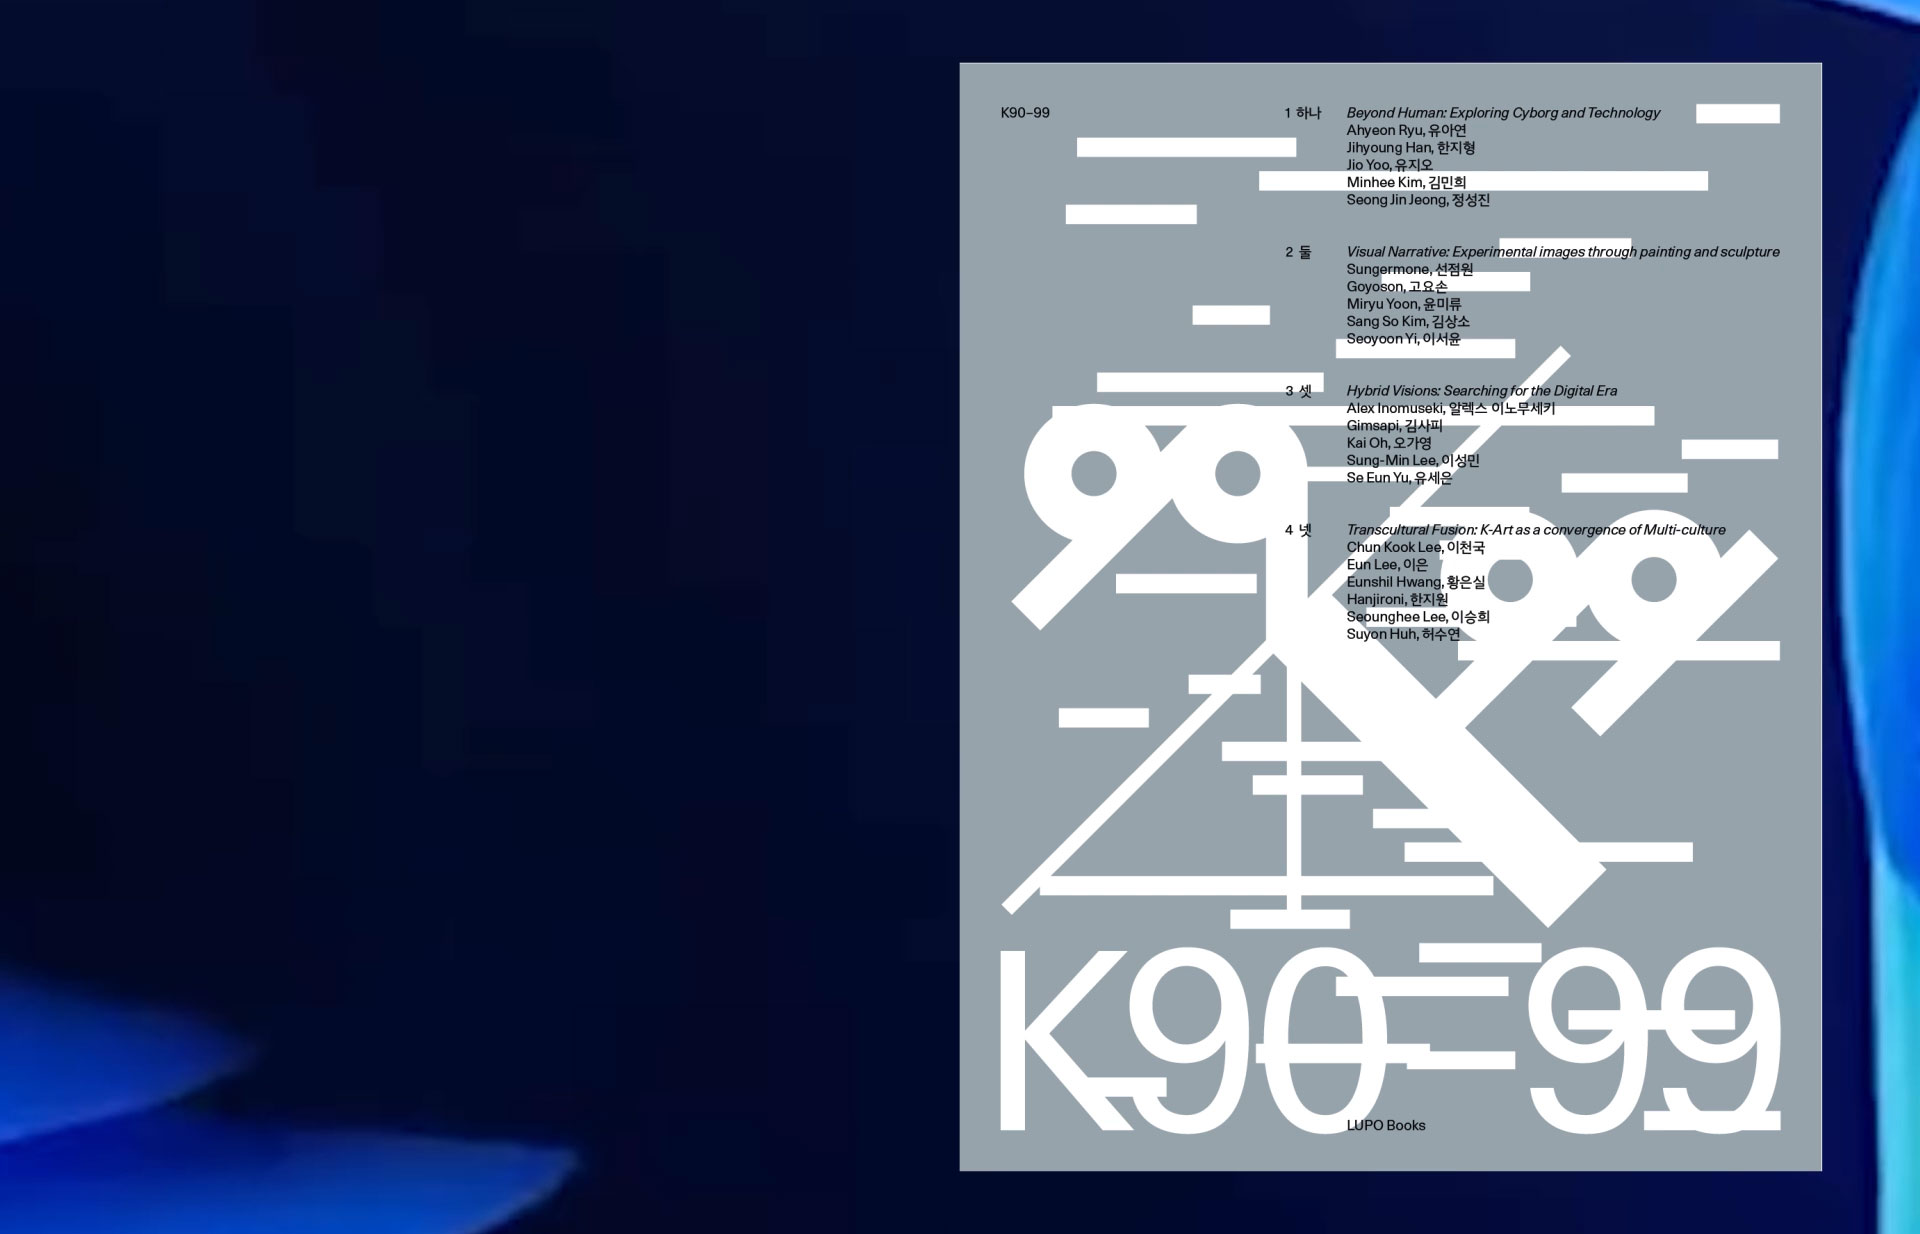 K90–99
1 하나 Beyond Human: Exploring Cyborg and Technology
Ahyeon Ryu, 유아연
Jihyoung Han, 한지형
Jio Yoo, 유지오
Minhee Kim, 김민희
Seong Jin Jeong, 정성진
2 둘 Visual Narrative: Experimental images through painting and sculpture
Sungermone, 선점원
Goyoson, 고요손
Miryu Yoon, 윤미류
Sang So Kim, 김상소
Seoyoon Yi, 이서윤
3 셋 Hybrid Visions: Searching for the Digital Era
Alex Inomuseki, 알렉스 이노무세키
Gimsapi, 김사피
Kai Oh, 오가영
Sung-Min Lee, 이성민
Se Eun Yu, 유세은
4 넷 Transcultural Fusion: K-Art as a convergence of Multi-culture
Chun Kook Lee, 이천국
Eun Lee, 이은
Eunshil Hwang, 황은실
Hanjironi, 한지원
Seounghee Lee, 이승희
Suyon Huh, 허수연
99
K
99
K90–99
LUPO Books